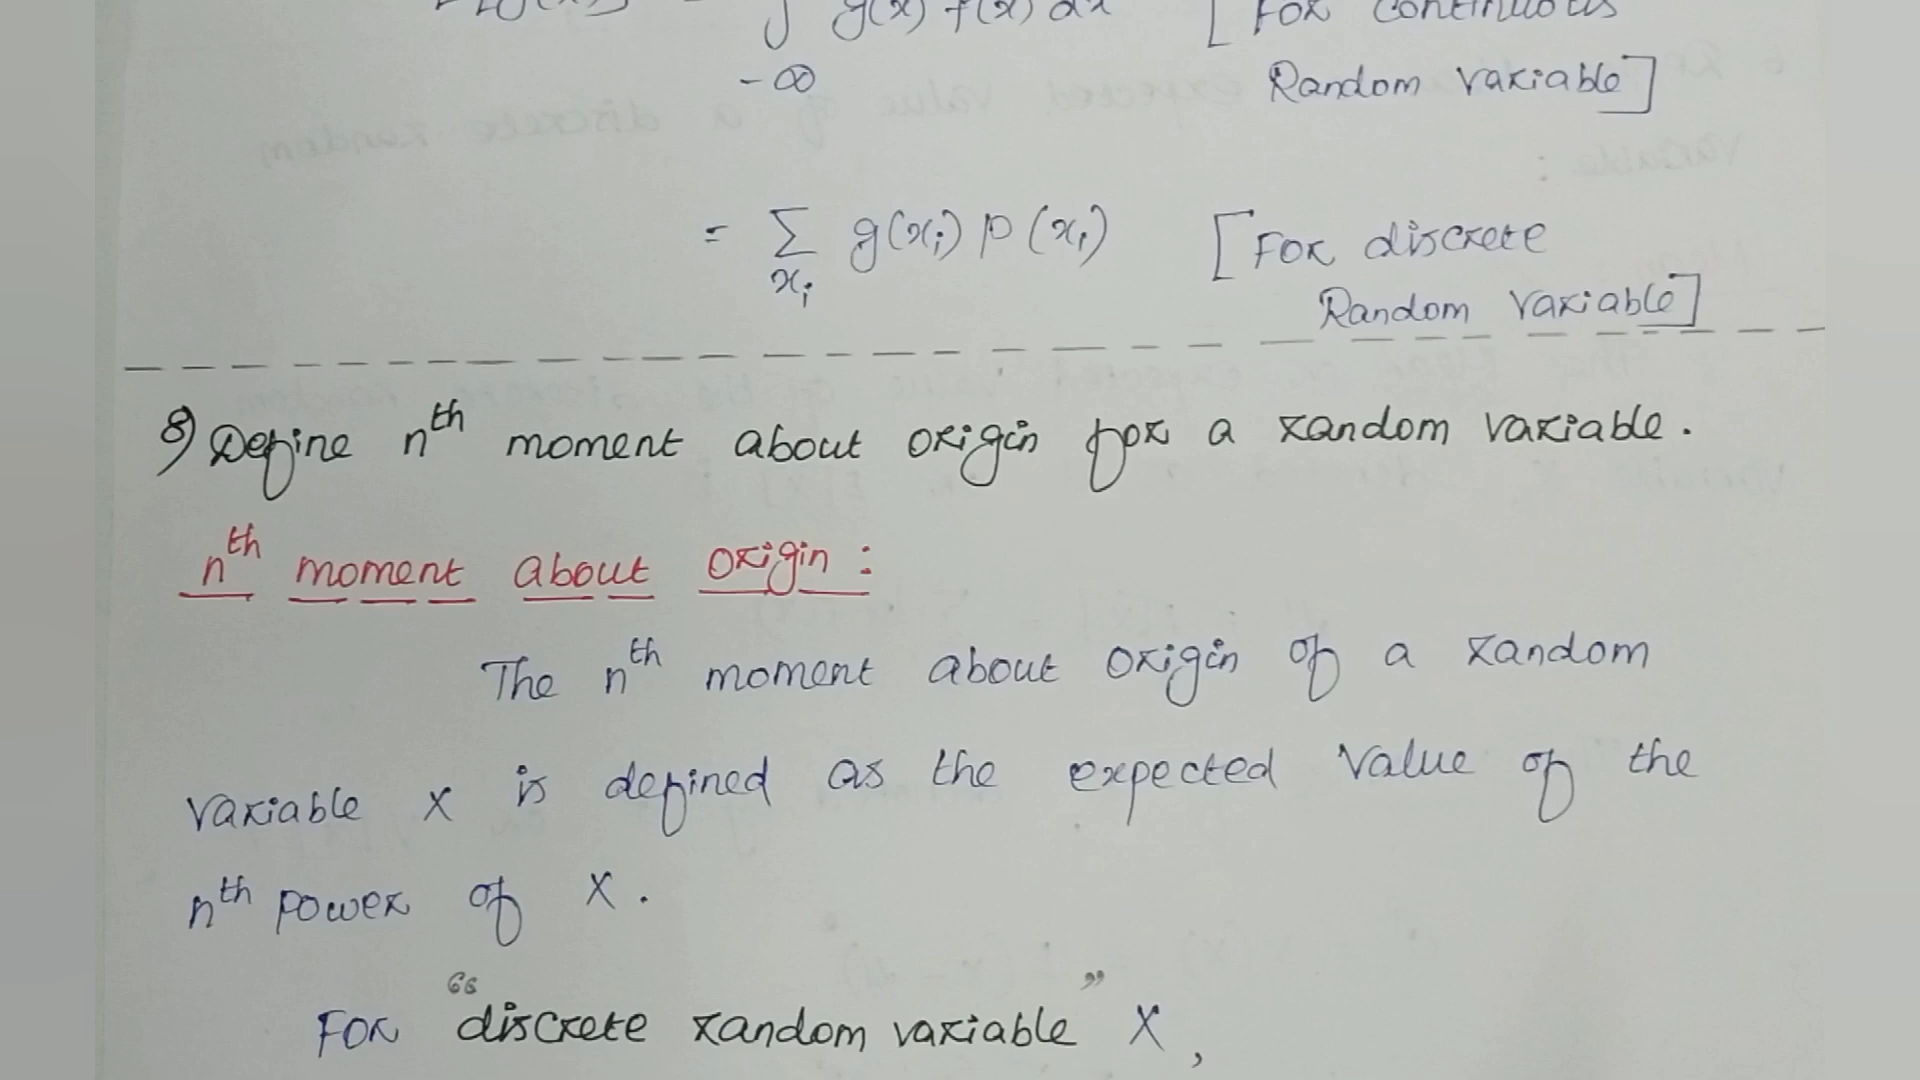 ∫ g(x) f(x) dx [For continuous
-∞ Random variable]
= Σ g(xi) p(xi) [For discrete
xi Random variable]
8) Define nth moment about origin for a random variable.
nth moment about origin :
The nth moment about origin of a random
variable X is defined as the expected value of the
nth power of X.
For "discrete random variable" X,